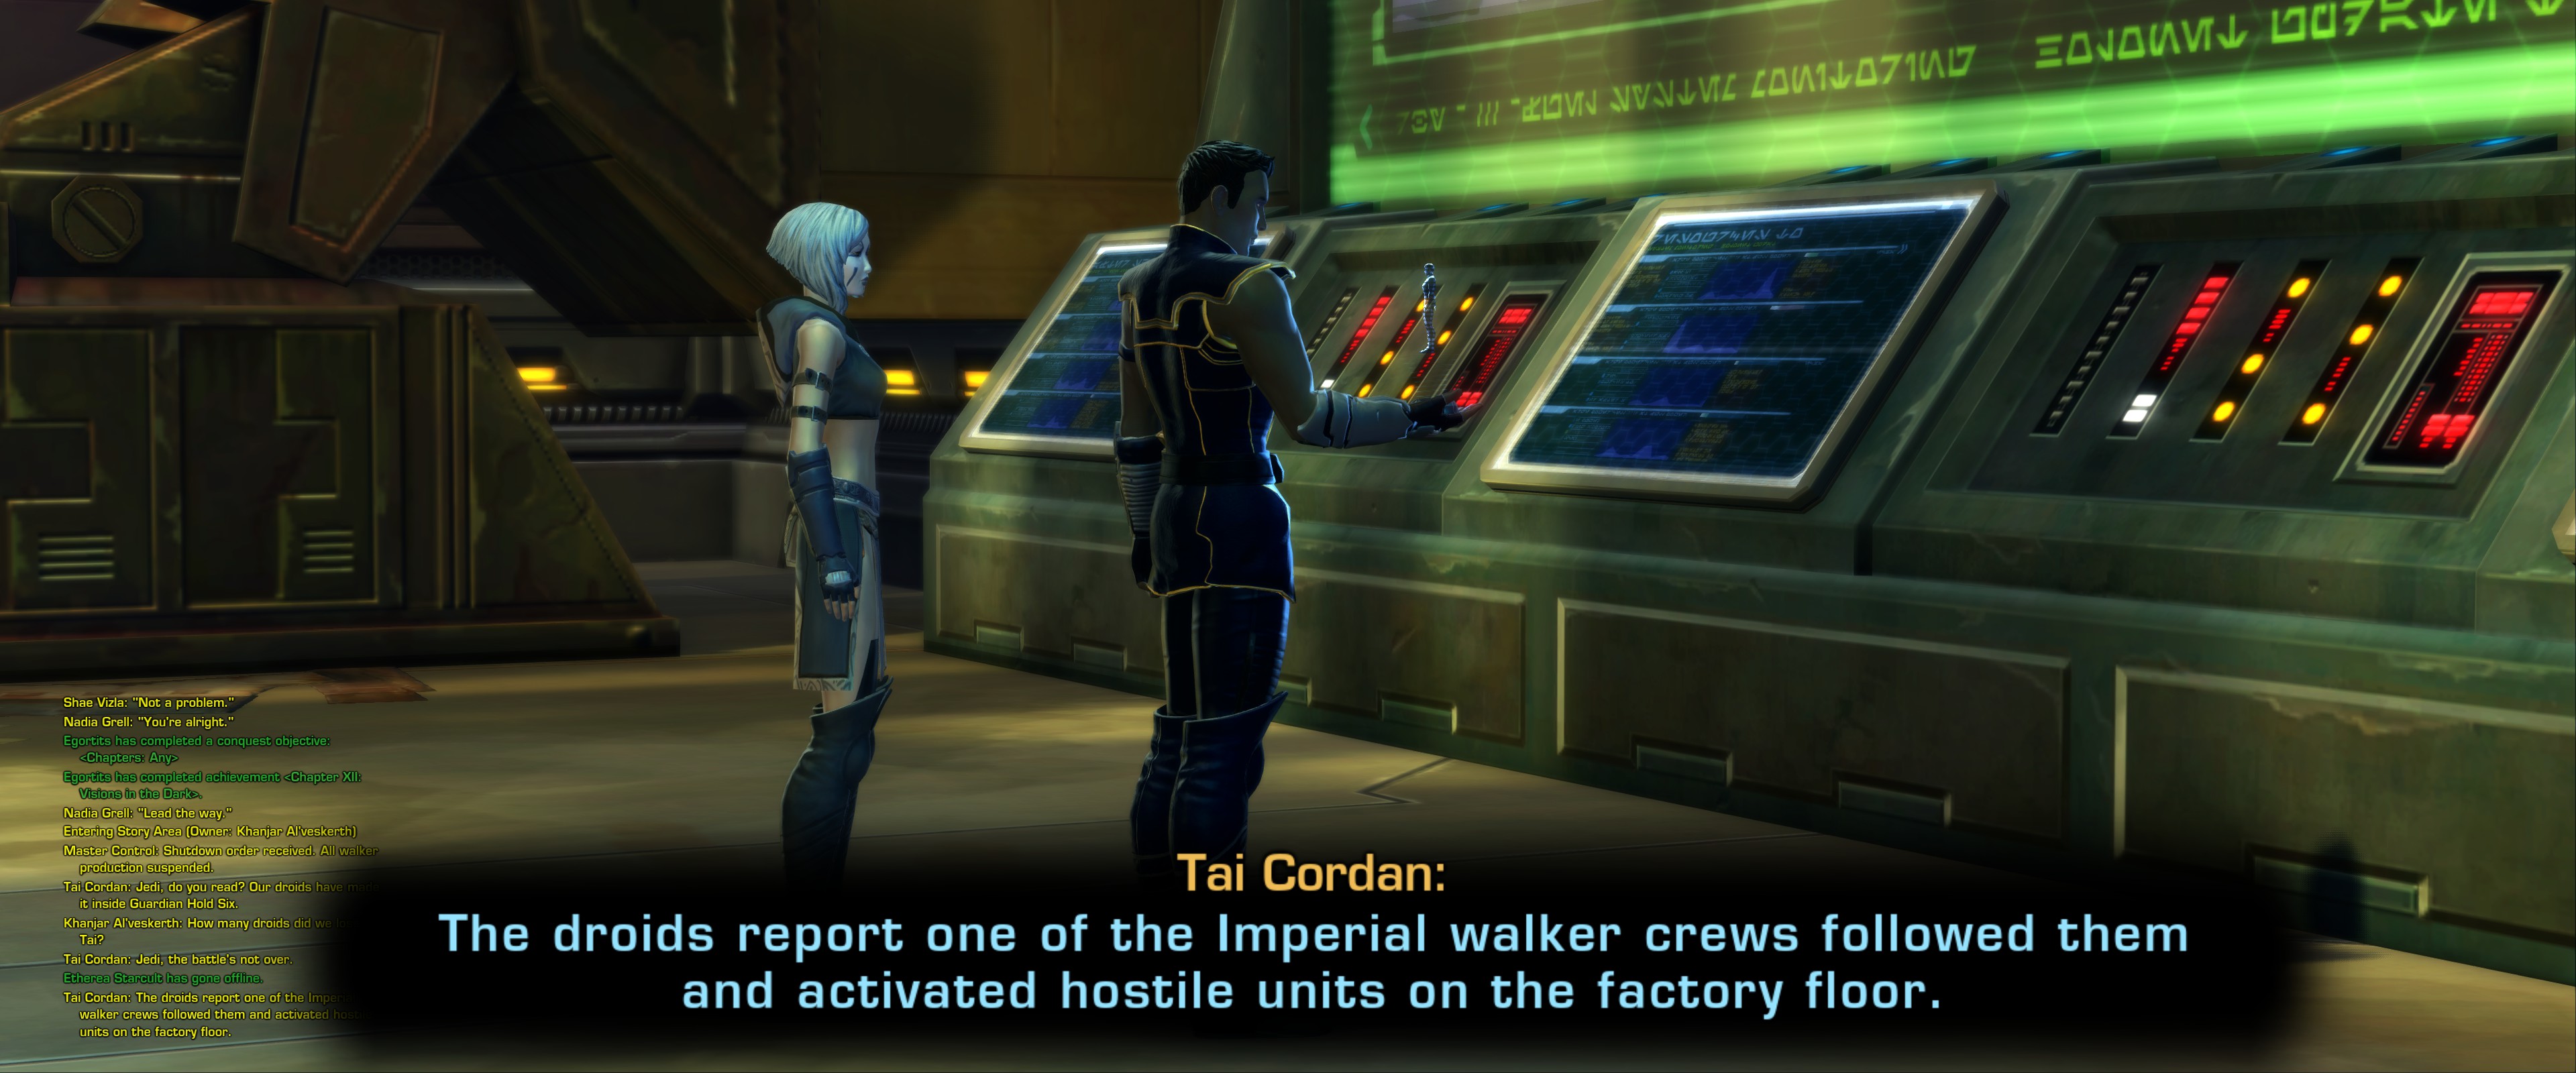 Shae Vizla: "Not a problem."
Nadia Grell: "You're alright."
Egortits has completed a conquest objective:
<Chapters: Any>
Egortits has completed achievement <Chapter XII:
Visions in the Dark>.
Nadia Grell: "Lead the way."
Entering Story Area (Owner: Khanjar Al'veskerth)
Master Control: Shutdown order received. All walker
production suspended.
Tai Cordan: Jedi, do you read? Our droids have made
it inside Guardian Hold Six.
Khanjar Al'veskerth: How many droids did we
Tai?
Tai Cordan: Jedi, the battle's not over.
Etherea Starcult has gone offline.
Tai Cordan: The droids report one of the Imperial
walker crews followed them and activated hostile
units on the factory floor.
Tai Cordan:
The droids report one of the Imperial walker crews followed them
and activated hostile units on the factory floor.